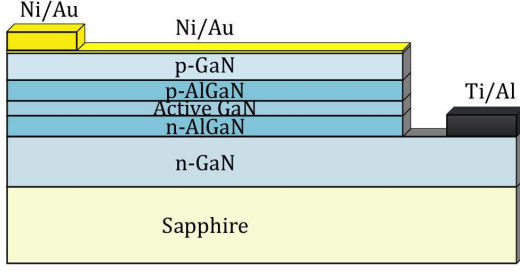 Ni/Au
Ni/Au
p-GaN
p-AlGaN
Active GaN
n-AlGaN
Ti/Al
n-GaN
Sapphire